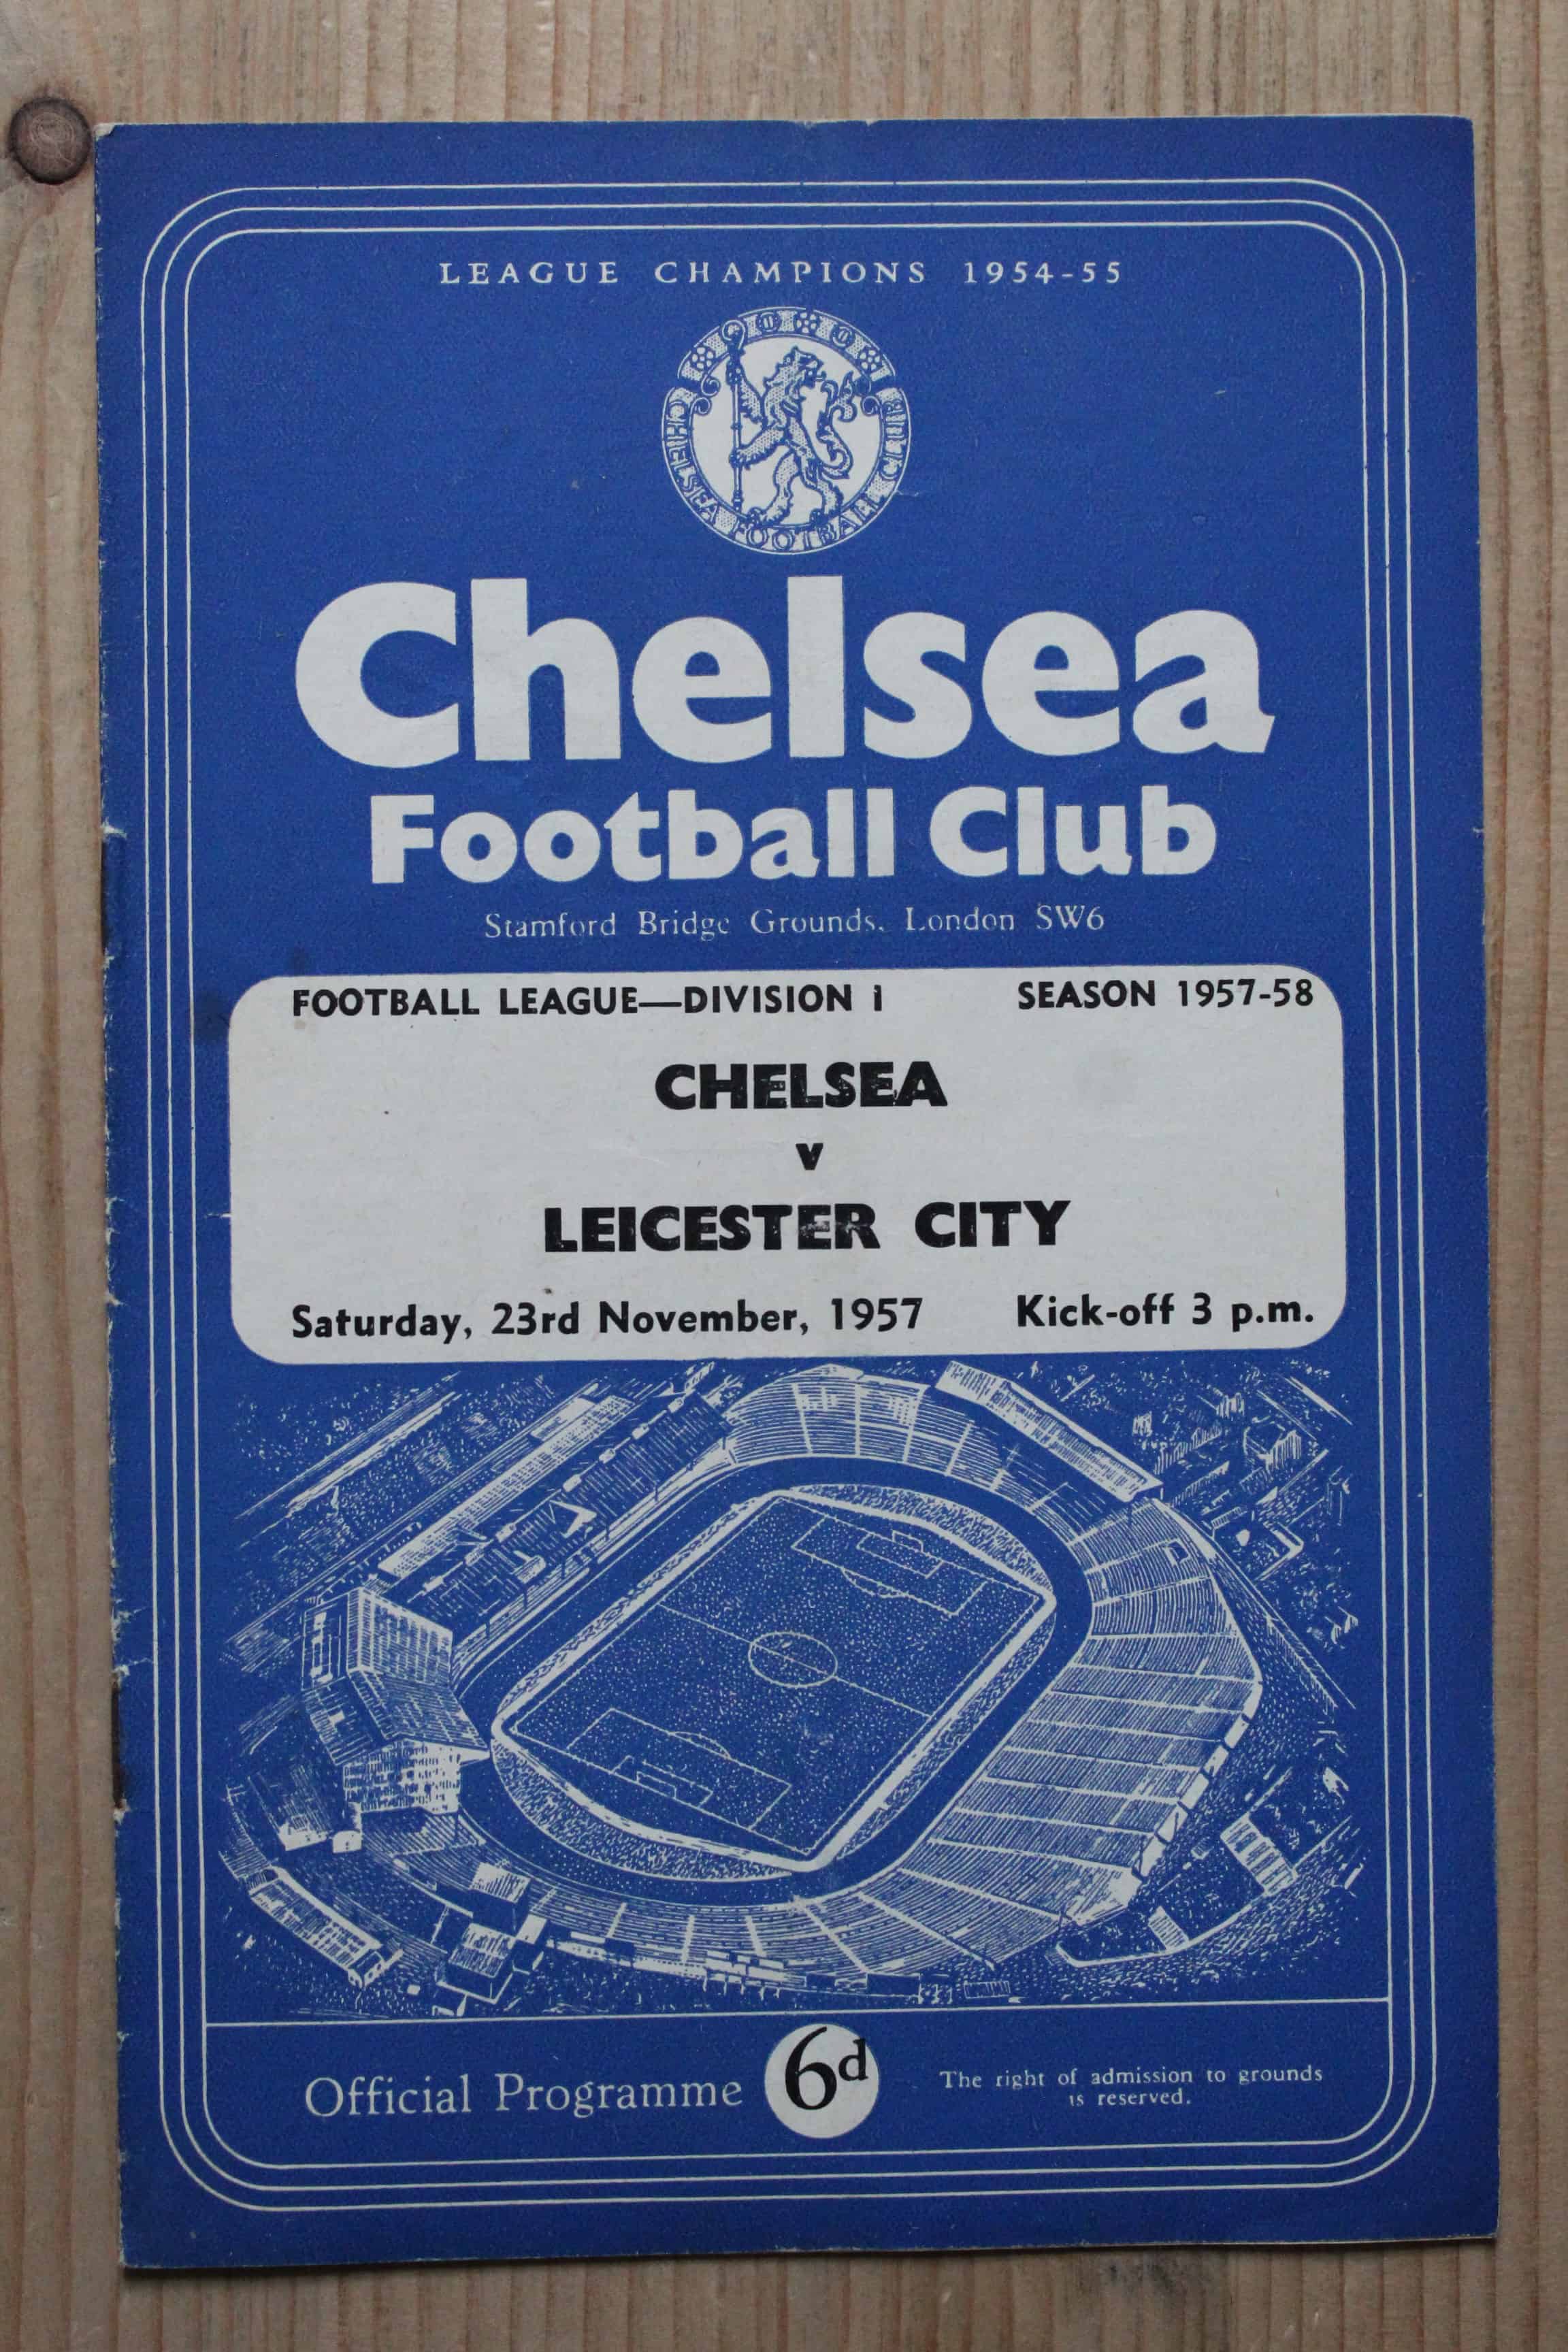 LEAGUE CHAMPIONS 1954-55
CHELSEA FOOTBALL CLUB
Chelsea
Football Club
Stamford Bridge Grounds, London SW6
FOOTBALL LEAGUE—DIVISION 1 SEASON 1957-58
CHELSEA
v
LEICESTER CITY
Saturday, 23rd November, 1957 Kick-off 3 p.m.
Official Programme 6d The right of admission to grounds
is reserved.